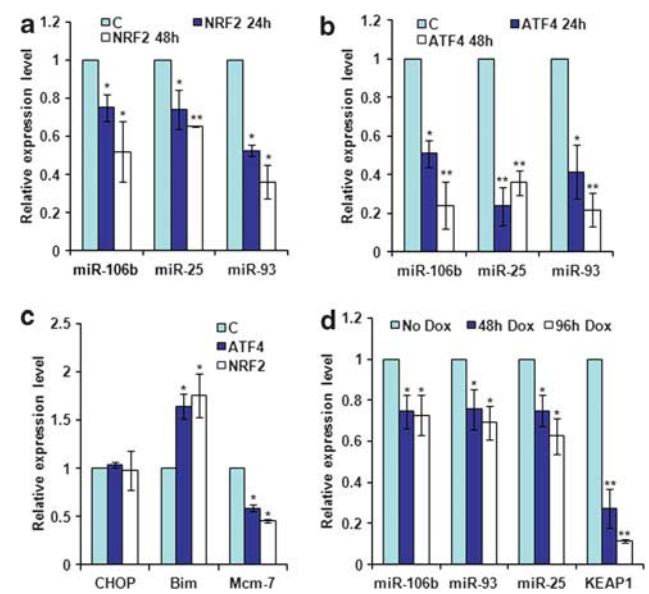 a
C NRF2 24h
NRF2 48h
Relative expression level
1.2
1
0.8
0.6
0.4
0.2
0
* * * ** * *
miR-106b miR-25 miR-93
b
C ATF4 24h
ATF4 48h
Relative expression level
1.2
1
0.8
0.6
0.4
0.2
0
* ** ** ** * **
miR-106b miR-25 miR-93
c
C
ATF4
NRF2
Relative expression level
2.5
2
1.5
1
0.5
0
* * * *
CHOP Bim Mcm-7
d
No Dox 48h Dox 96h Dox
Relative expression level
1.2
1
0.8
0.6
0.4
0.2
0
* * * * * * ** **
miR-106b miR-93 miR-25 KEAP1